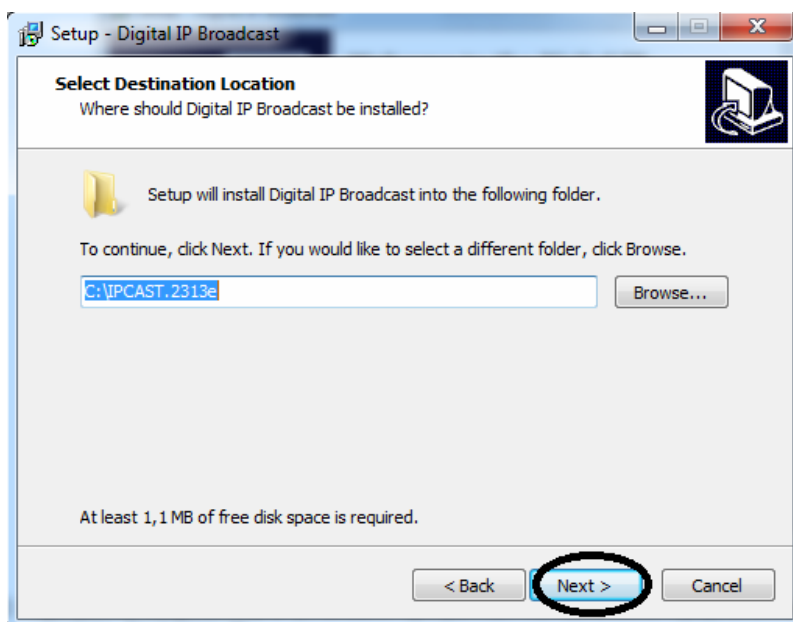 Setup - Digital IP Broadcast
Select Destination Location
Where should Digital IP Broadcast be installed?
Setup will install Digital IP Broadcast into the following folder.
To continue, click Next. If you would like to select a different folder, click Browse.
C:\IPCAST.2313e
Browse...
At least 1,1 MB of free disk space is required.
< Back
Next >
Cancel